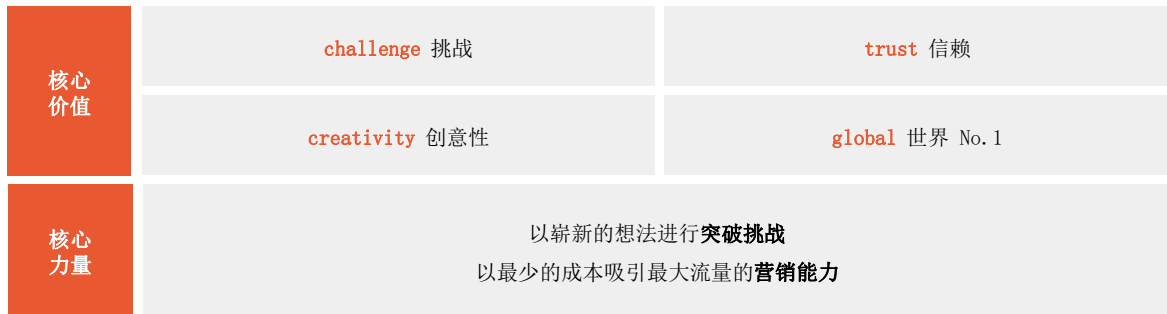 核心
价值
challenge 挑战
trust 信赖
creativity 创意性
global 世界 No.1
核心
力量
以崭新的想法进行突破挑战
以最少的成本吸引最大流量的营销能力